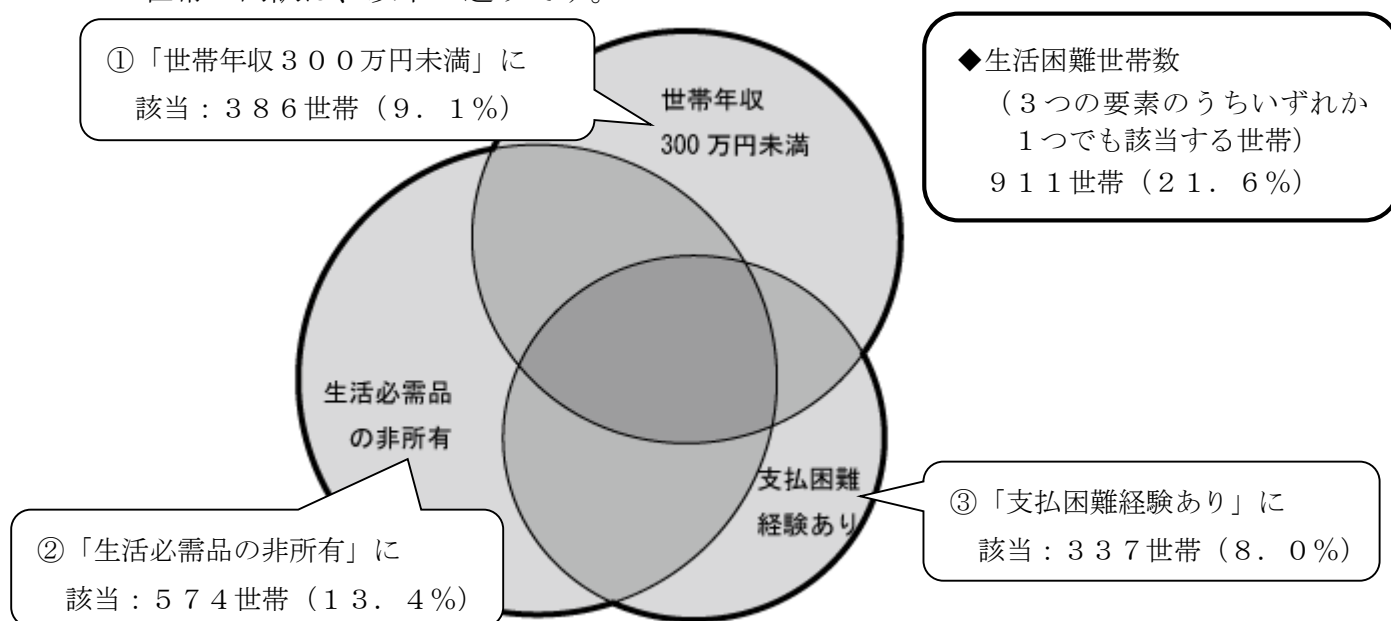 ①「世帯年収３００万円未満」に
該当：３８６世帯（９．１％）
世帯年収
300 万円未満
◆生活困難世帯数
（３つの要素のうちいずれか
１つでも該当する世帯）
９１１世帯（２１．６％）
生活必需品
の非所有
支払困難
経験あり
②「生活必需品の非所有」に
該当：５７４世帯（１３．４％）
③「支払困難経験あり」に
該当：３３７世帯（８．０％）